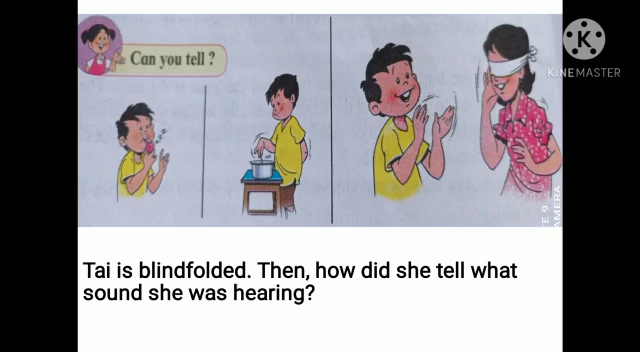 Can you tell ?
KINEMASTER
Tai is blindfolded. Then, how did she tell what
sound she was hearing?